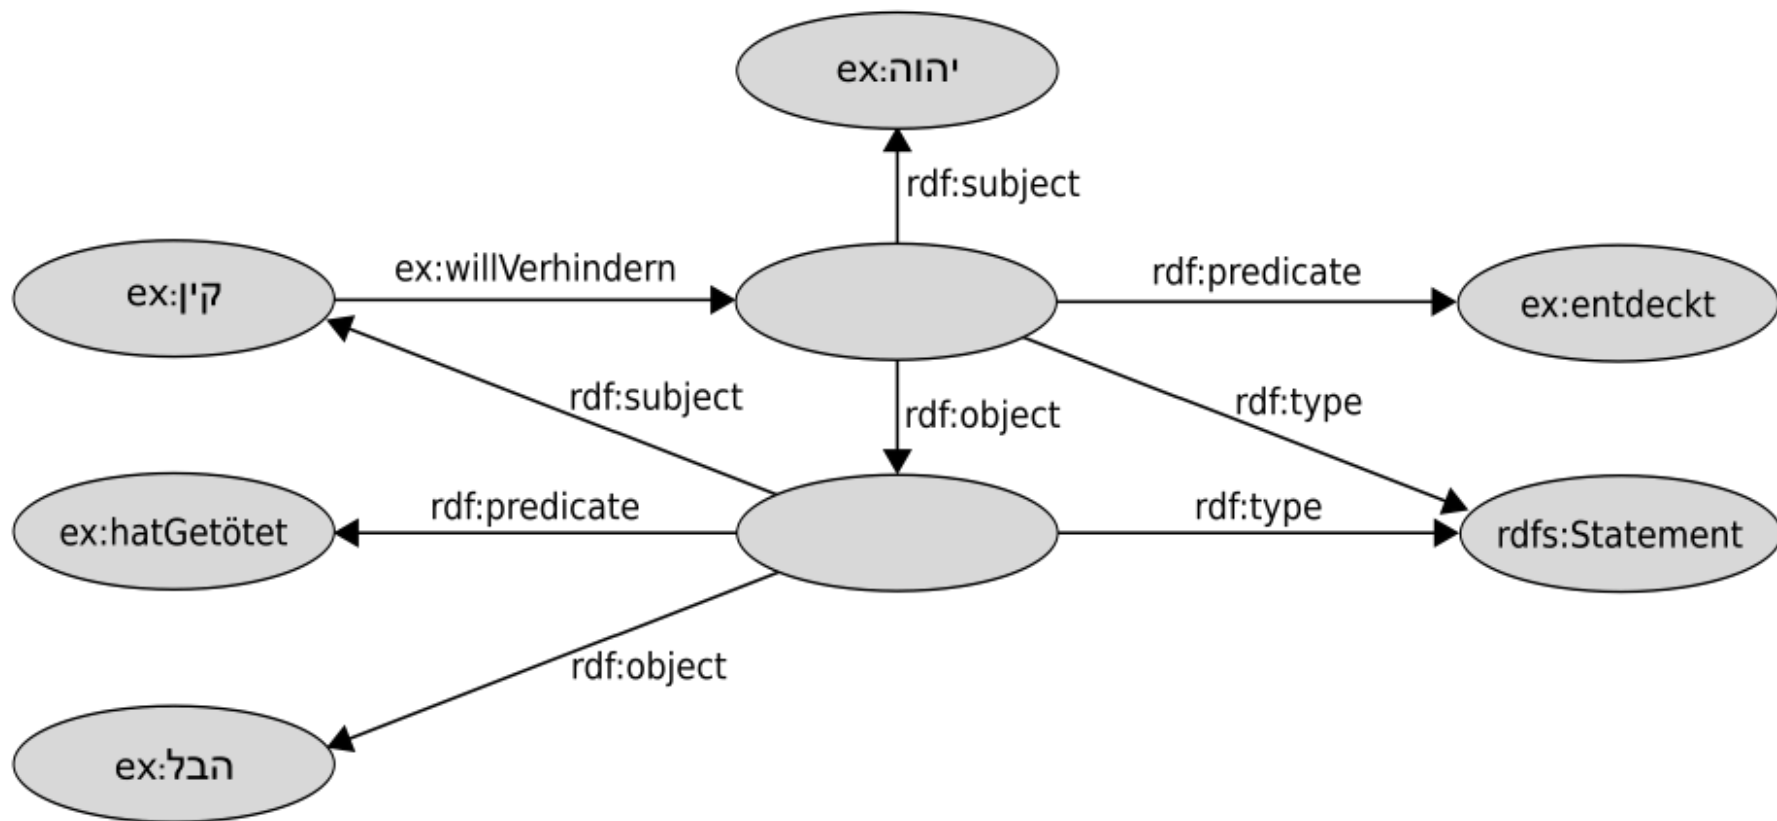 ex:יהוה
rdf:subject
ex:קין
ex:willVerhindern
rdf:predicate
ex:entdeckt
rdf:subject
rdf:object
rdf:type
ex:hatGetötet
rdf:predicate
rdf:type
rdfs:Statement
rdf:object
ex:הבל